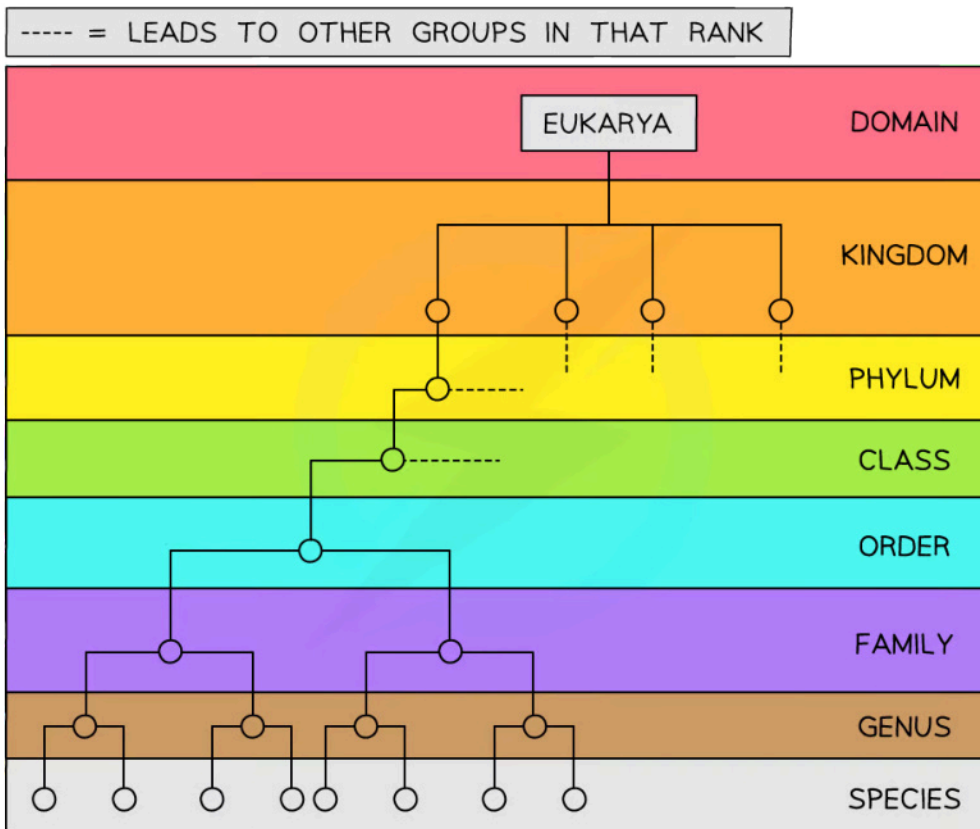 ----- = LEADS TO OTHER GROUPS IN THAT RANK
EUKARYA
DOMAIN
KINGDOM
PHYLUM
CLASS
ORDER
FAMILY
GENUS
SPECIES